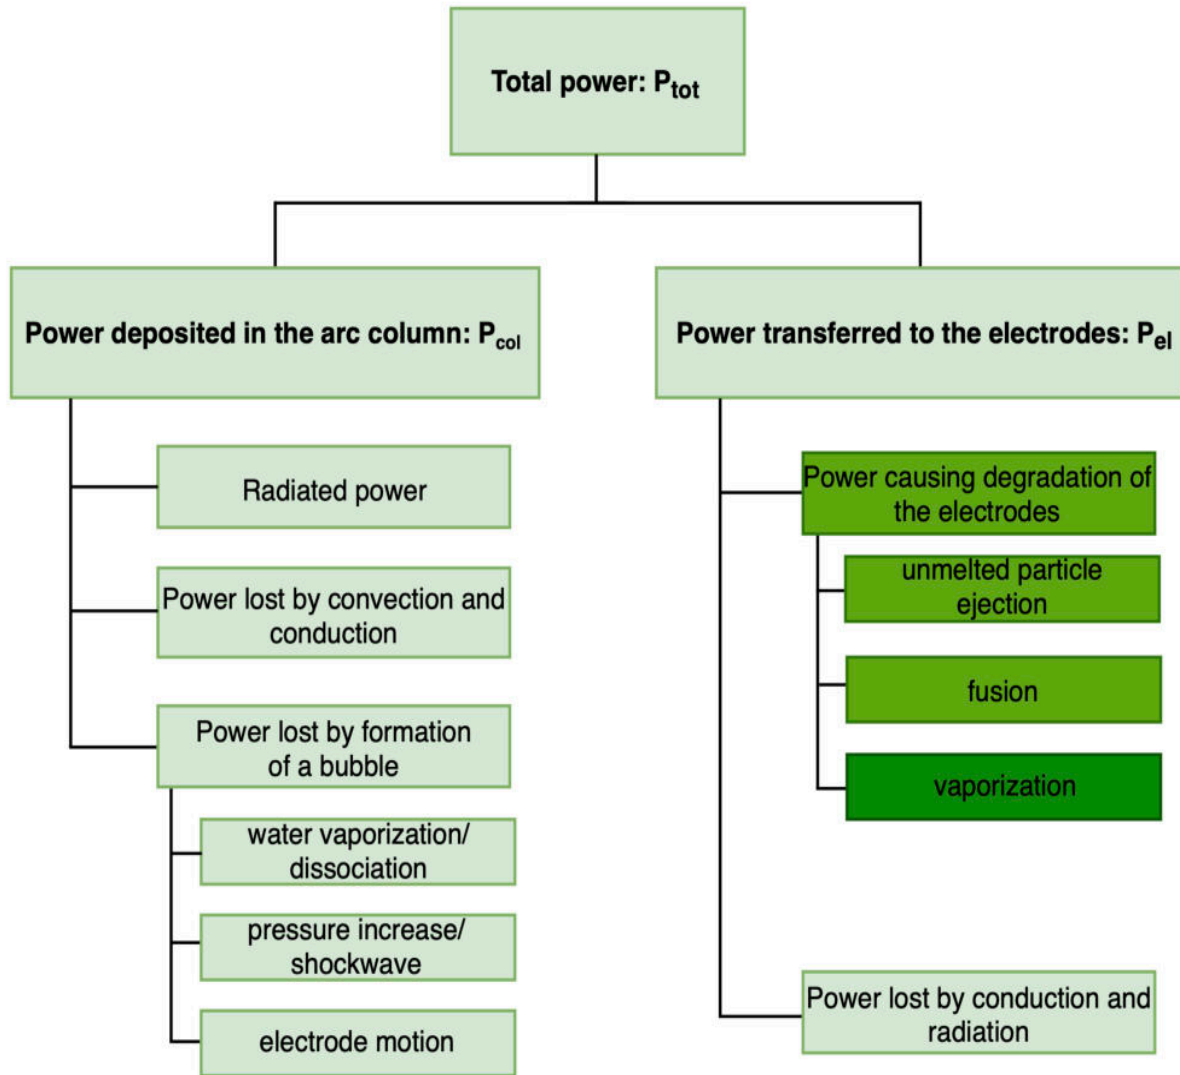 Total power: Ptot
Power deposited in the arc column: Pcol
Radiated power
Power lost by convection and
conduction
Power lost by formation
of a bubble
water vaporization/
dissociation
pressure increase/
shockwave
electrode motion
Power transferred to the electrodes: Pel
Power causing degradation of
the electrodes
unmelted particle
ejection
fusion
vaporization
Power lost by conduction and
radiation